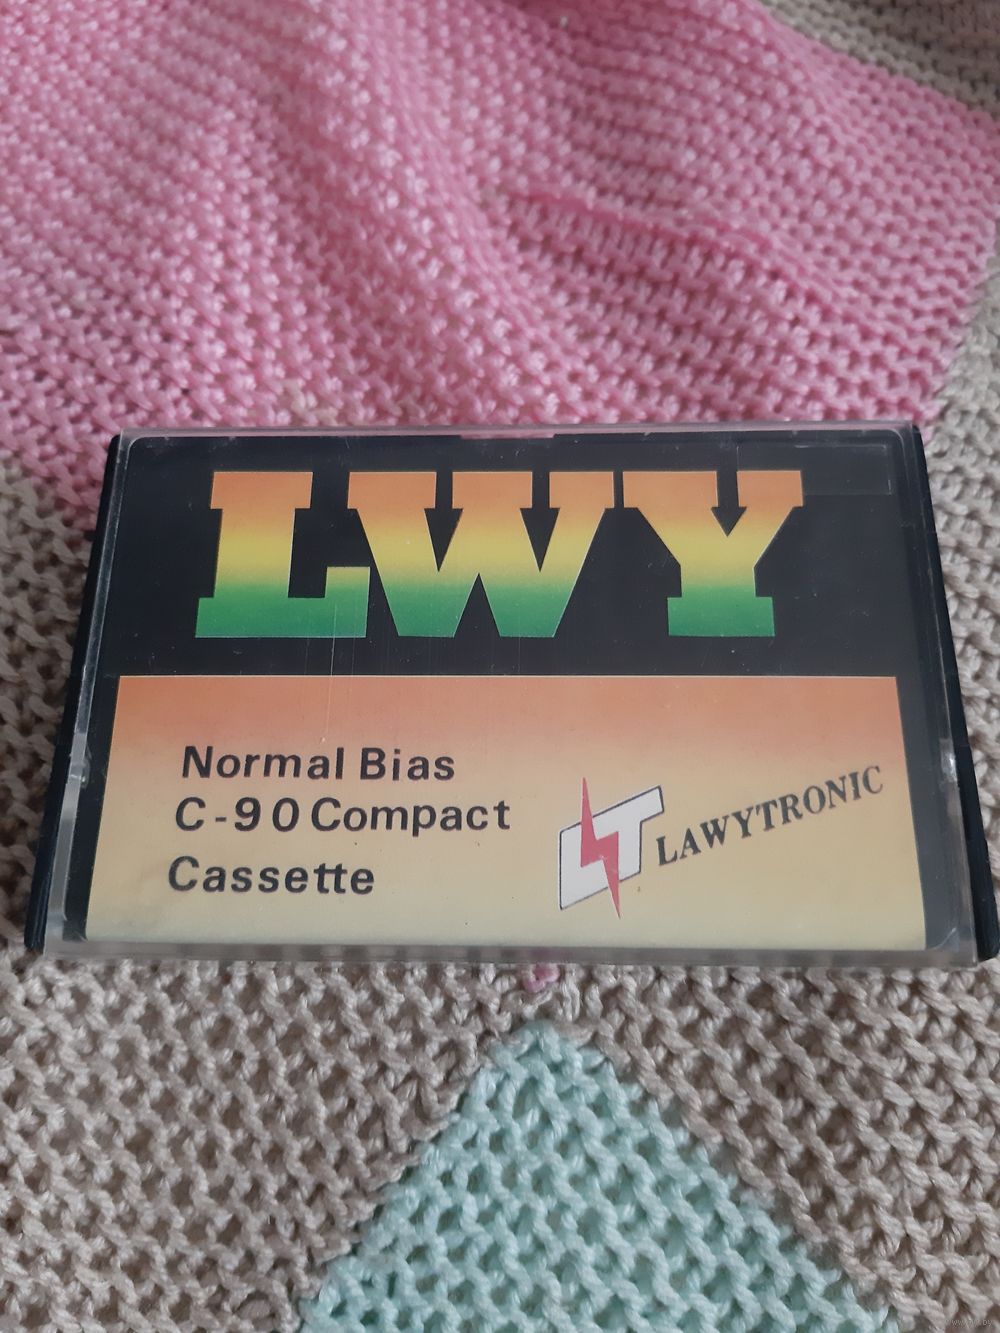 LWY
Normal Bias
C-90 Compact
Cassette
LT LAWYTRONIC